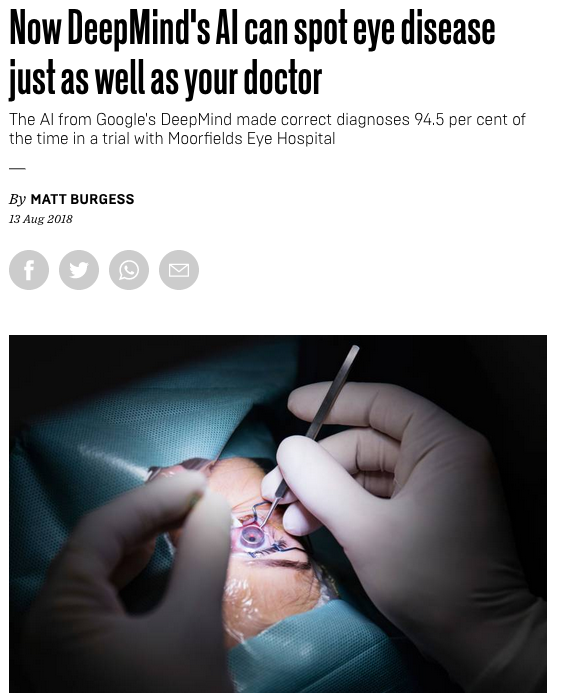 Now DeepMind's AI can spot eye disease
just as well as your doctor
The AI from Google's DeepMind made correct diagnoses 94.5 per cent of
the time in a trial with Moorfields Eye Hospital
By MATT BURGESS
13 Aug 2018